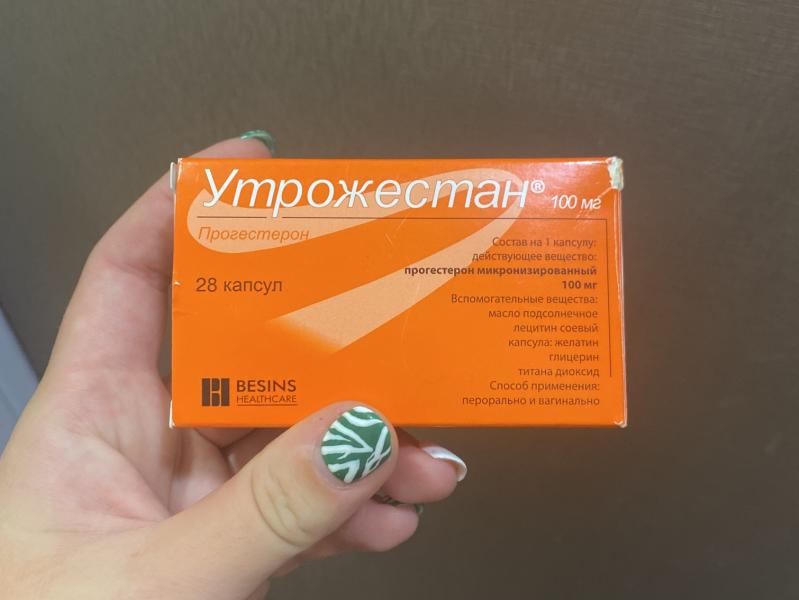 Утрожестан® 100 мг
Прогестерон
28 капсул
Состав на 1 капсулу:
действующее вещество:
прогестерон микронизированный
100 мг
Вспомогательные вещества:
масло подсолнечное
лецитин соевый
капсула: желатин
глицерин
титана диоксид
Способ применения:
перорально и вагинально
BESINS
HEALTHCARE